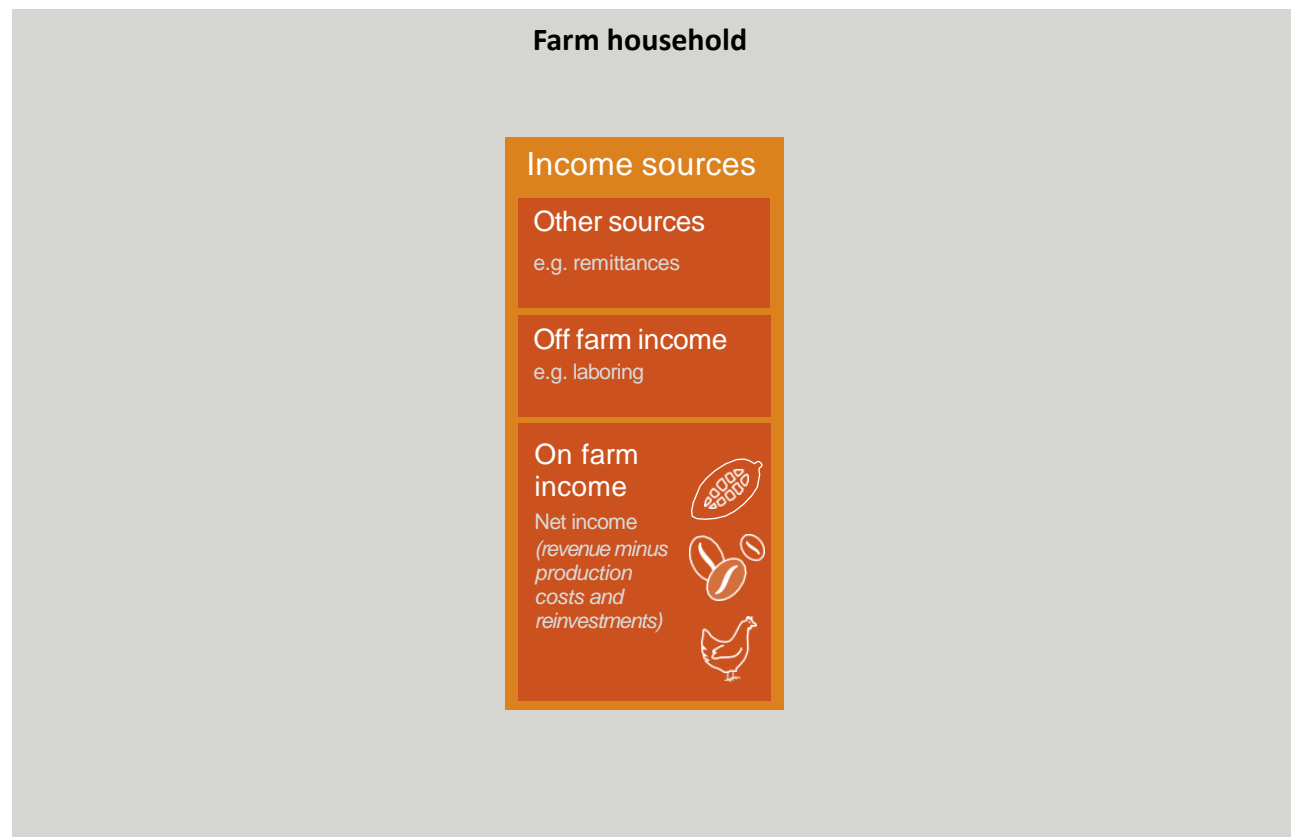 Farm household
Income sources
Other sources
e.g. remittances
Off farm income
e.g. laboring
On farm
income
Net income
(revenue minus
production
costs and
reinvestments)